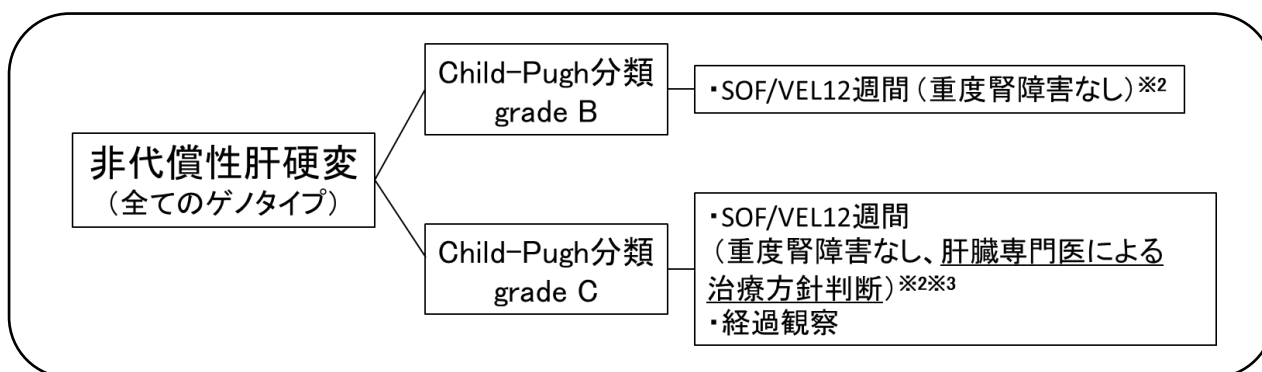 非代償性肝硬変
（全てのゲノタイプ）
Child-Pugh分類
grade B
・SOF/VEL12週間（重度腎障害なし）※2
Child-Pugh分類
grade C
・SOF/VEL12週間
（重度腎障害なし、肝臓専門医による
治療方針判断）※2※3
・経過観察